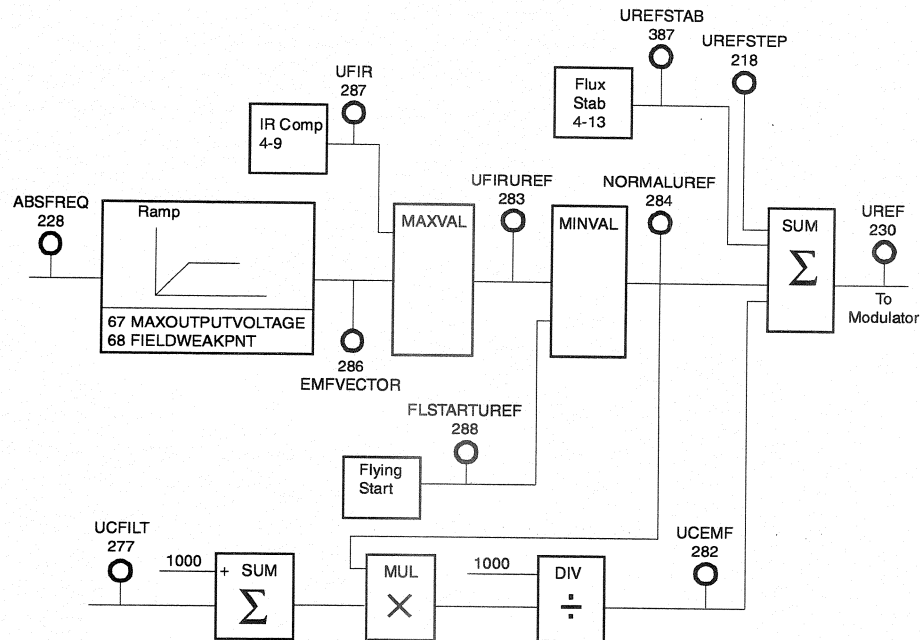 UREFSTAB
387
UREFSTEP
218
UFIR
287
Flux
Stab
4-13
IR Comp
4-9
UFIRUREF
283
NORMALUREF
284
ABSFREQ
228
Ramp
MAXVAL
MINVAL
SUM
Σ
UREF
230
To
Modulator
67 MAXOUTPUTVOLTAGE
68 FIELDWEAKPNT
286
EMFVECTOR
FLSTARTUREF
288
Flying
Start
UCFILT
277
UCEMF
282
1000
+ SUM
Σ
MUL
×
1000
DIV
÷